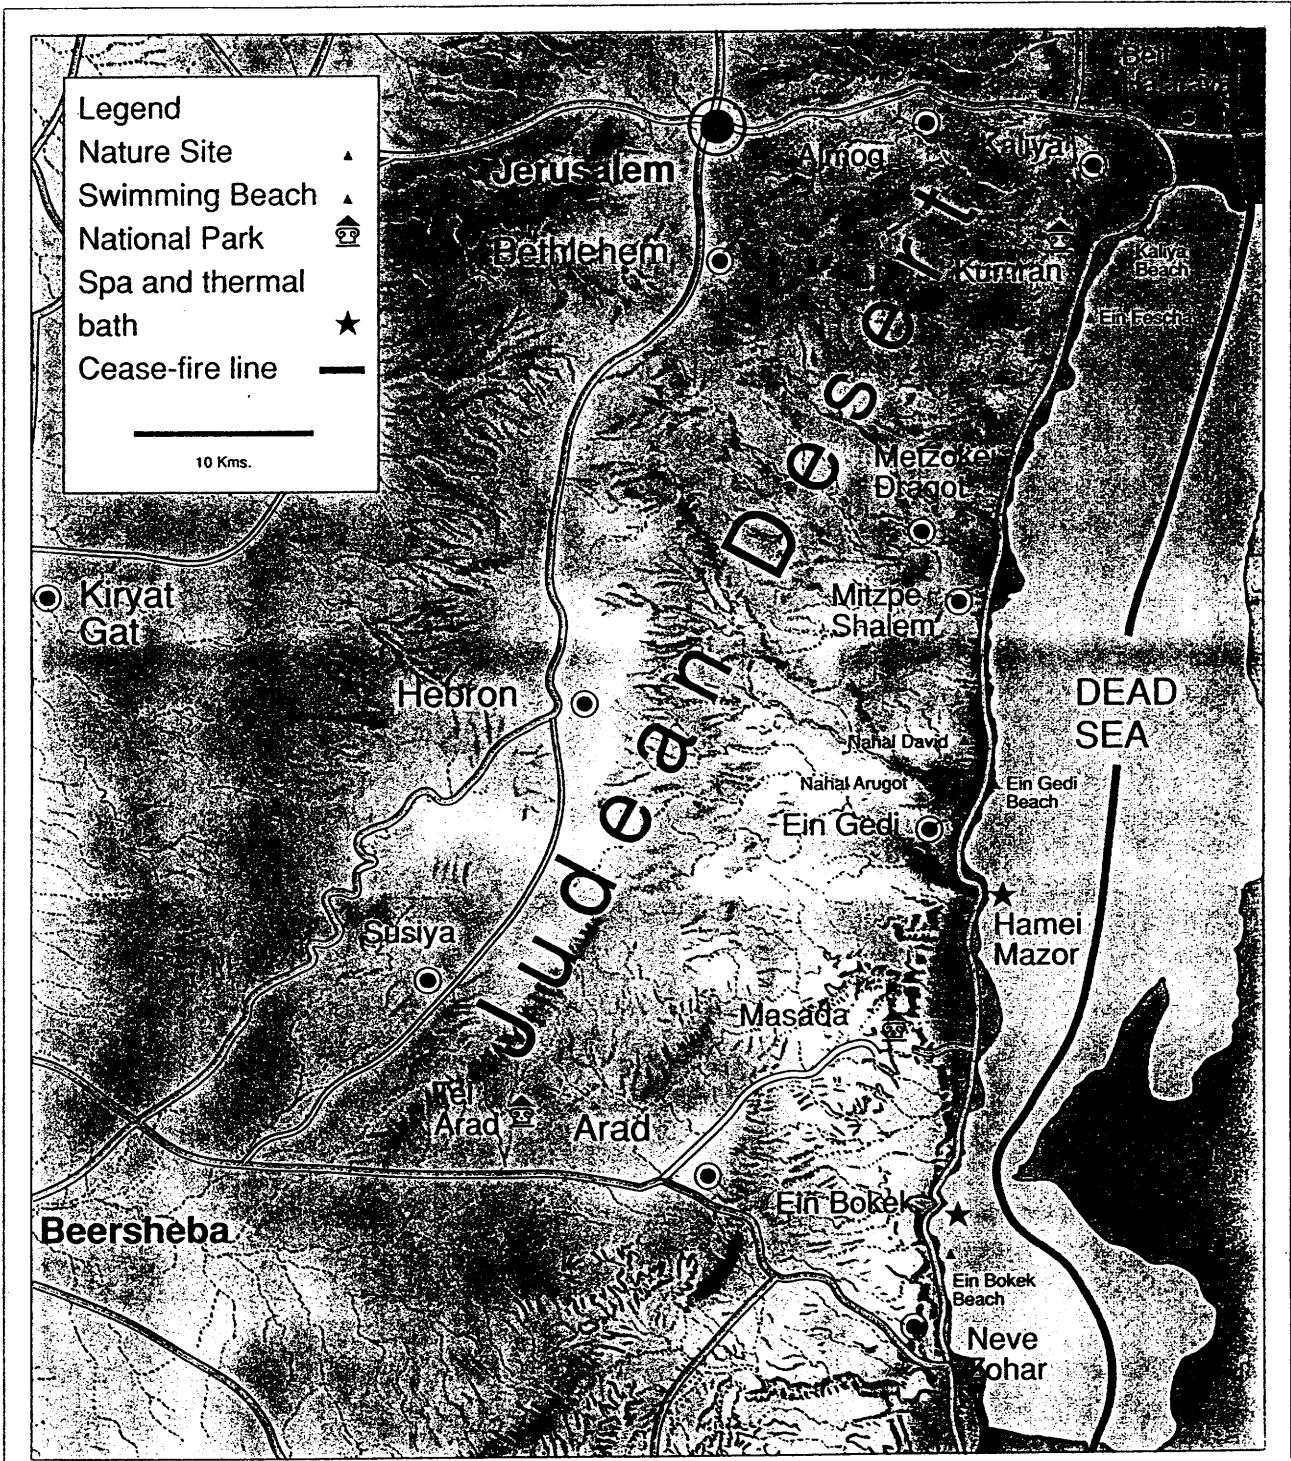 Legend
Nature Site
Swimming Beach
National Park
Spa and thermal
bath
Cease-fire line
10 Kms.
Jerusalem
Almog
Kaliya
Bethlehem
Kumran
Kaliya
Beach
Ein Fescha
Judean Desert
Metzokei
Dragot
Kiryat
Gat
Mitzpe
Shalem
Hebron
DEAD
SEA
Nahal David
Nahal Arugot
Ein Gedi
Beach
Ein Gedi
Hamei
Mazor
Susiya
Masada
Tel
Arad
Arad
Ein Bokek
Beersheba
Ein Bokek
Beach
Neve
Zohar